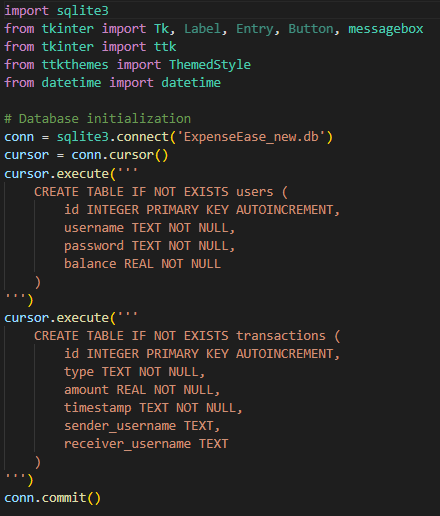 import sqlite3
from tkinter import Tk, Label, Entry, Button, messagebox
from tkinter import ttk
from ttkthemes import ThemedStyle
from datetime import datetime

# Database initialization
conn = sqlite3.connect('ExpenseEase_new.db')
cursor = conn.cursor()
cursor.execute('''
    CREATE TABLE IF NOT EXISTS users (
        id INTEGER PRIMARY KEY AUTOINCREMENT,
        username TEXT NOT NULL,
        password TEXT NOT NULL,
        balance REAL NOT NULL
    )
''')
cursor.execute('''
    CREATE TABLE IF NOT EXISTS transactions (
        id INTEGER PRIMARY KEY AUTOINCREMENT,
        type TEXT NOT NULL,
        amount REAL NOT NULL,
        timestamp TEXT NOT NULL,
        sender_username TEXT,
        receiver_username TEXT
    )
''')
conn.commit()